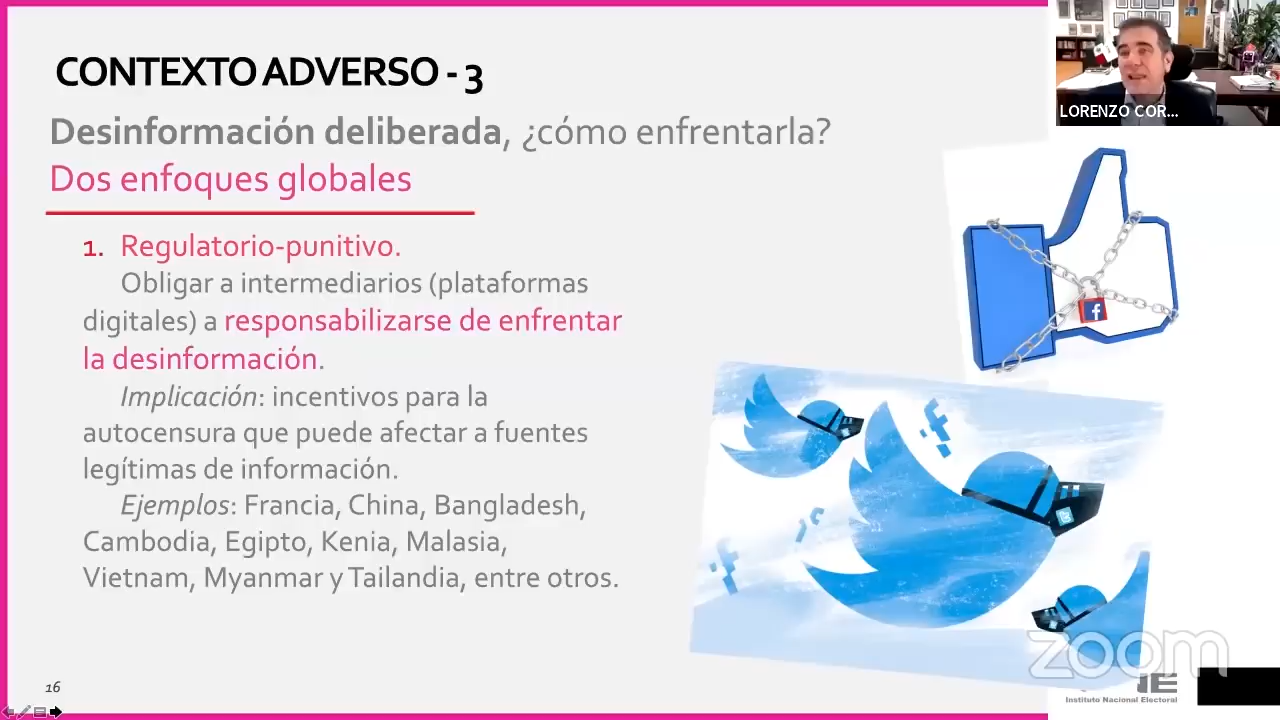 CONTEXTO ADVERSO - 3
Desinformación deliberada, ¿cómo enfrentarla?
Dos enfoques globales
1. Regulatorio-punitivo.
Obligar a intermediarios (plataformas
digitales) a responsabilizarse de enfrentar
la desinformación.
Implicación: incentivos para la
autocensura que puede afectar a fuentes
legítimas de información.
Ejemplos: Francia, China, Bangladesh,
Cambodia, Egipto, Kenia, Malasia,
Vietnam, Myanmar y Tailandia, entre otros.
16
LORENZO COR...
zoom
Instituto Nacional Electoral